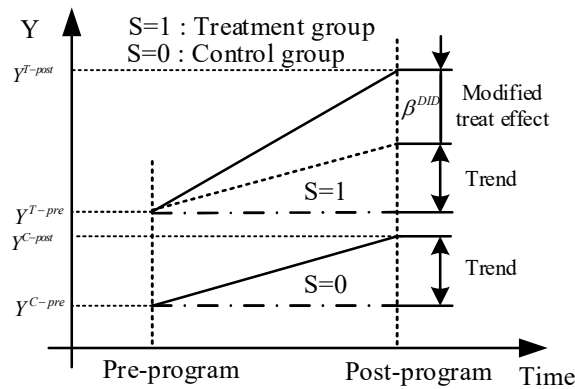 Y
S=1 : Treatment group
S=0 : Control group
Y^{T-post}
β^{DID}
Modified
treat effect
Trend
S=1
Y^{T-pre}
Y^{C-post}
Trend
S=0
Y^{C-pre}
Pre-program
Post-program
Time